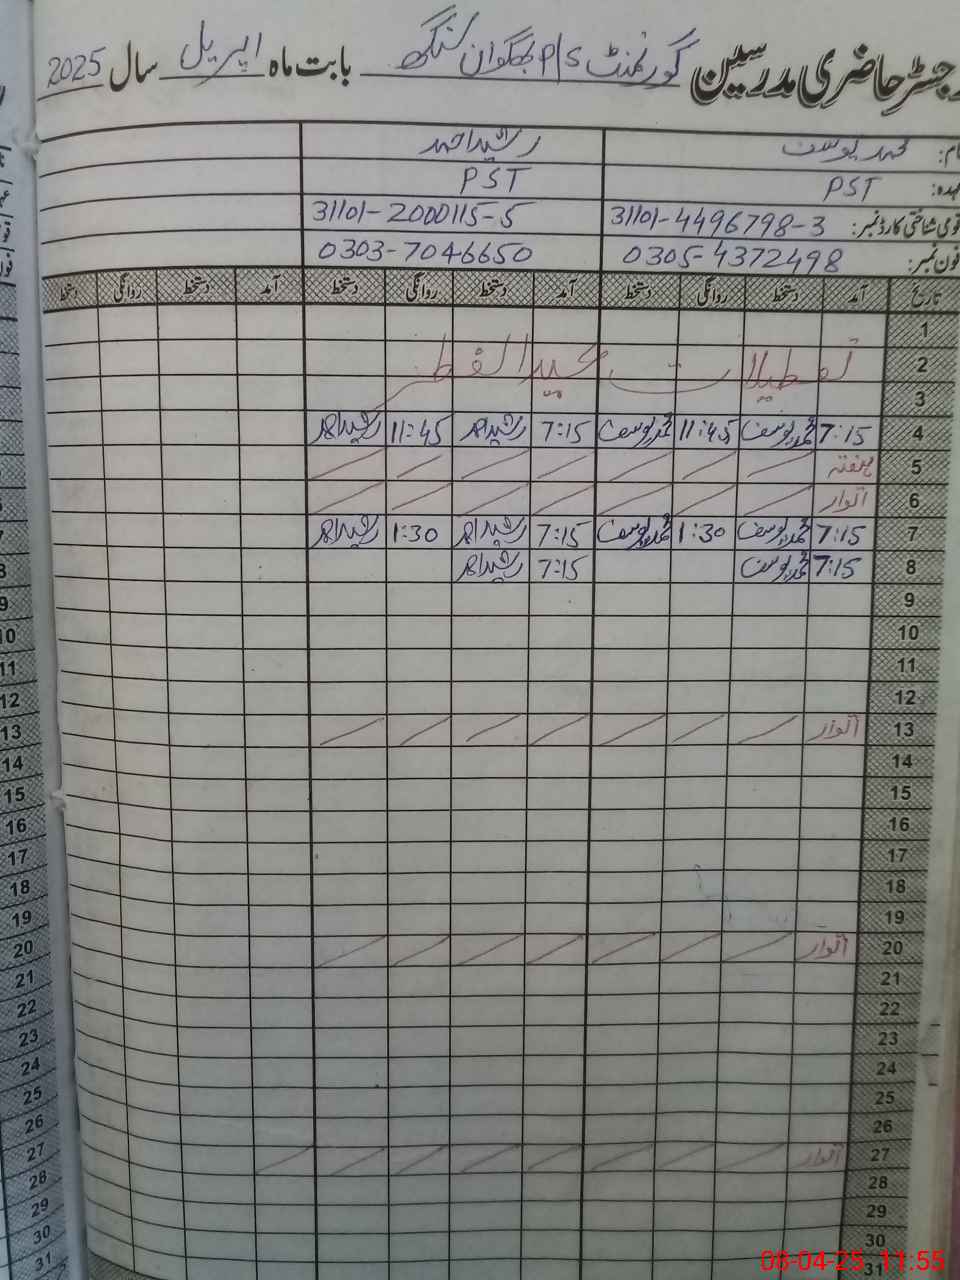 رجسٹر حاضری مدرسین گورنمنٹ P/S بھگوان سنگھ بابت ماہ اپریل سال 2025
نام: محمد یوسف رشید احمد
عہدہ: PST PST
قومی شناختی کارڈ نمبر: 31101-4496798-3 31101-2000115-5
فون نمبر: 0305-4372498 0303-7046650
تاریخ آمد دستخط روانگی دستخط آمد دستخط روانگی دستخط آمد دستخط روانگی دستخط
1
2 تعطیلات عید الفطر
3
4 7:15 محمد یوسف 11:45 محمد یوسف 7:15 رشید احمد 11:45 رشید احمد
5 ہفتہ
6 اتوار
7 7:15 محمد یوسف 1:30 محمد یوسف 7:15 رشید احمد 1:30 رشید احمد
8 7:15 محمد یوسف 7:15 رشید احمد
9
10
11
12
13 اتوار
14
15
16
17
18
19
20 اتوار
21
22
23
24
25
26
27 اتوار
28
29
30
31
08-04-25 11:55